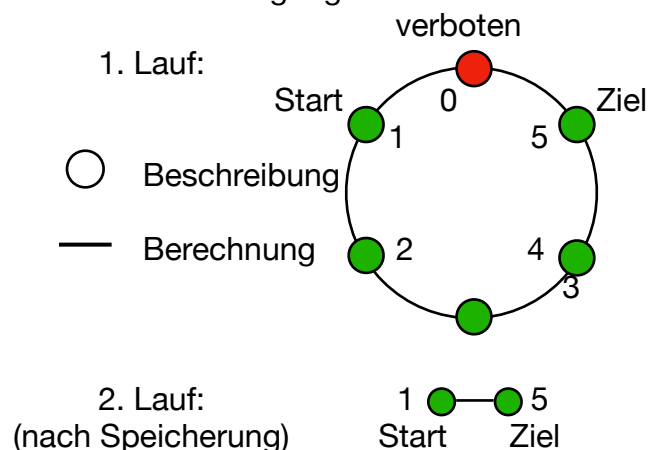 verboten
1. Lauf:
Start
0
Ziel
1
5
Beschreibung
Berechnung
2
4
3
2. Lauf:
1
5
(nach Speicherung)
Start
Ziel